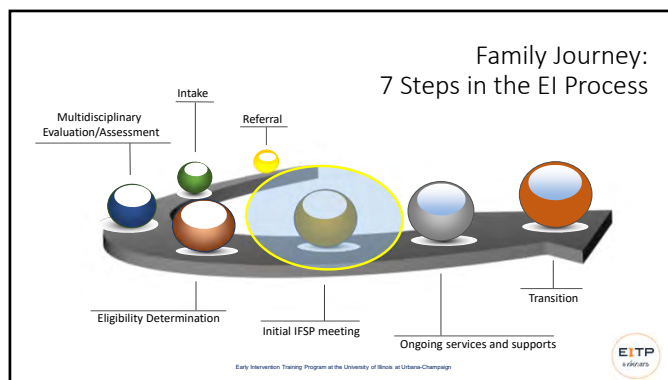 Family Journey:
7 Steps in the EI Process
Intake
Multidisciplinary
Evaluation/Assessment
Referral
Eligibility Determination
Initial IFSP meeting
Ongoing services and supports
Transition
Early Intervention Training Program at the University of Illinois at Urbana-Champaign
EITP
webinars